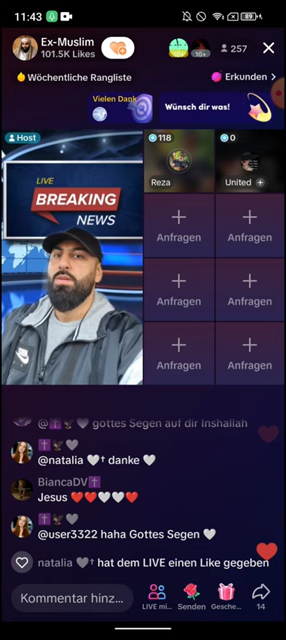 11:43
89
Ex-Muslim
101.5K Likes
10+
257
Wöchentliche Rangliste
Erkunden >
Vielen Dank
Wünsch dir was!
Host
118
0
LIVE
BREAKING
NEWS
Reza
United +
Anfragen
Anfragen
Anfragen
Anfragen
Anfragen
Anfragen
@✝️🕊🩶 gottes Segen auf dir Inshallah
✝️🕊🩶
@natalia 🤍† danke 🤍
BiancaDV✝️
Jesus ❤️❤️🤍🤍❤️
✝️🕊🩶
@user3322 haha Gottes Segen 🤍
natalia 🤍† hat dem LIVE einen Like gegeben
Kommentar hinz...
LIVE mi...
Senden
Gesche...
14